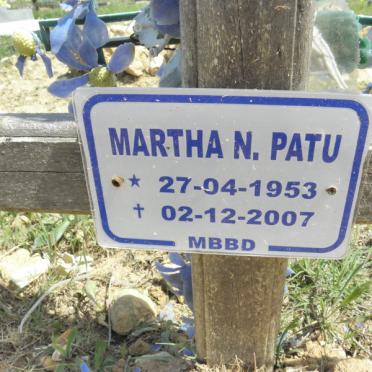 MARTHA N. PATU
★ 27-04-1953
✝ 02-12-2007
MBBD